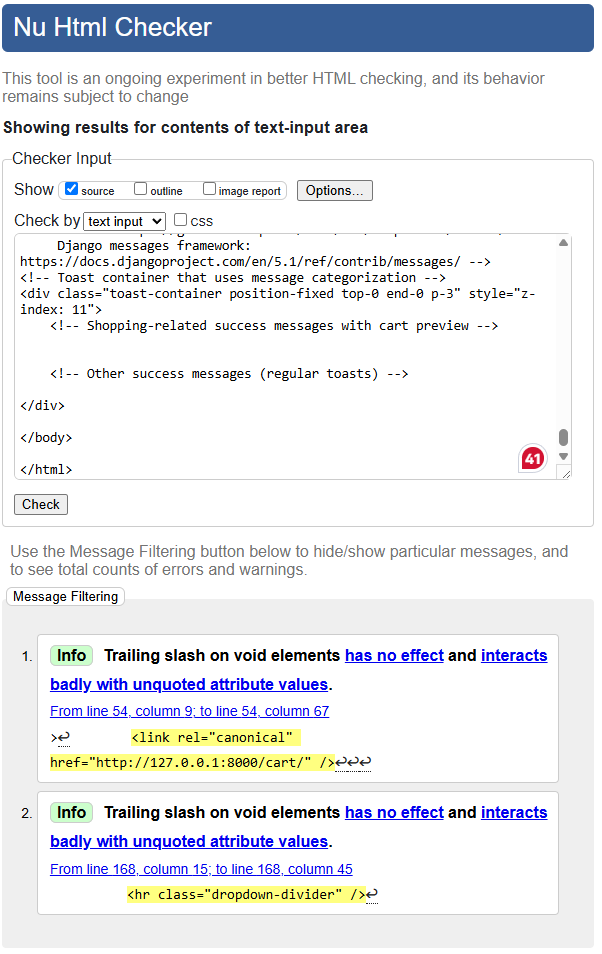 Nu Html Checker
This tool is an ongoing experiment in better HTML checking, and its behavior
remains subject to change
Showing results for contents of text-input area
Checker Input
Show source outline image report Options...
Check by text input css
Django messages framework:
https://docs.djangoproject.com/en/5.1/ref/contrib/messages/ -->
<!-- Toast container that uses message categorization -->
<div class="toast-container position-fixed top-0 end-0 p-3" style="z-
index: 11">
<!-- Shopping-related success messages with cart preview -->
<!-- Other success messages (regular toasts) -->
</div>
</body>
41
</html>
Check
Use the Message Filtering button below to hide/show particular messages, and
to see total counts of errors and warnings.
Message Filtering
1. Info Trailing slash on void elements has no effect and interacts
badly with unquoted attribute values.
From line 54, column 9; to line 54, column 67
>↩ <link rel="canonical"
href="http://127.0.0.1:8000/cart/" />↩↩↩
2. Info Trailing slash on void elements has no effect and interacts
badly with unquoted attribute values.
From line 168, column 15; to line 168, column 45
<hr class="dropdown-divider" />↩